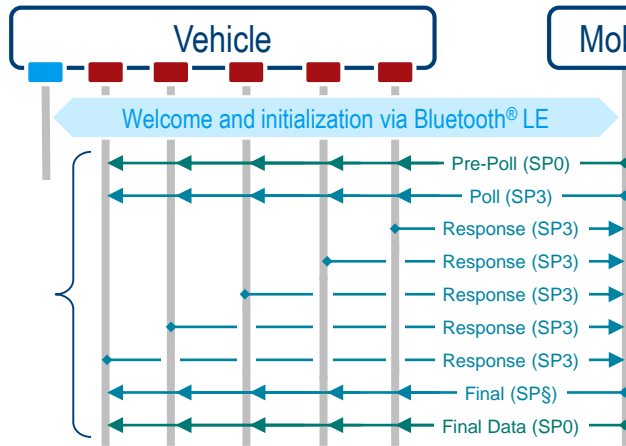 Vehicle
Welcome and initialization via Bluetooth® LE
Pre-Poll (SP0)
Poll (SP3)
Response (SP3)
Response (SP3)
Response (SP3)
Response (SP3)
Response (SP3)
Final (SP§)
Final Data (SP0)